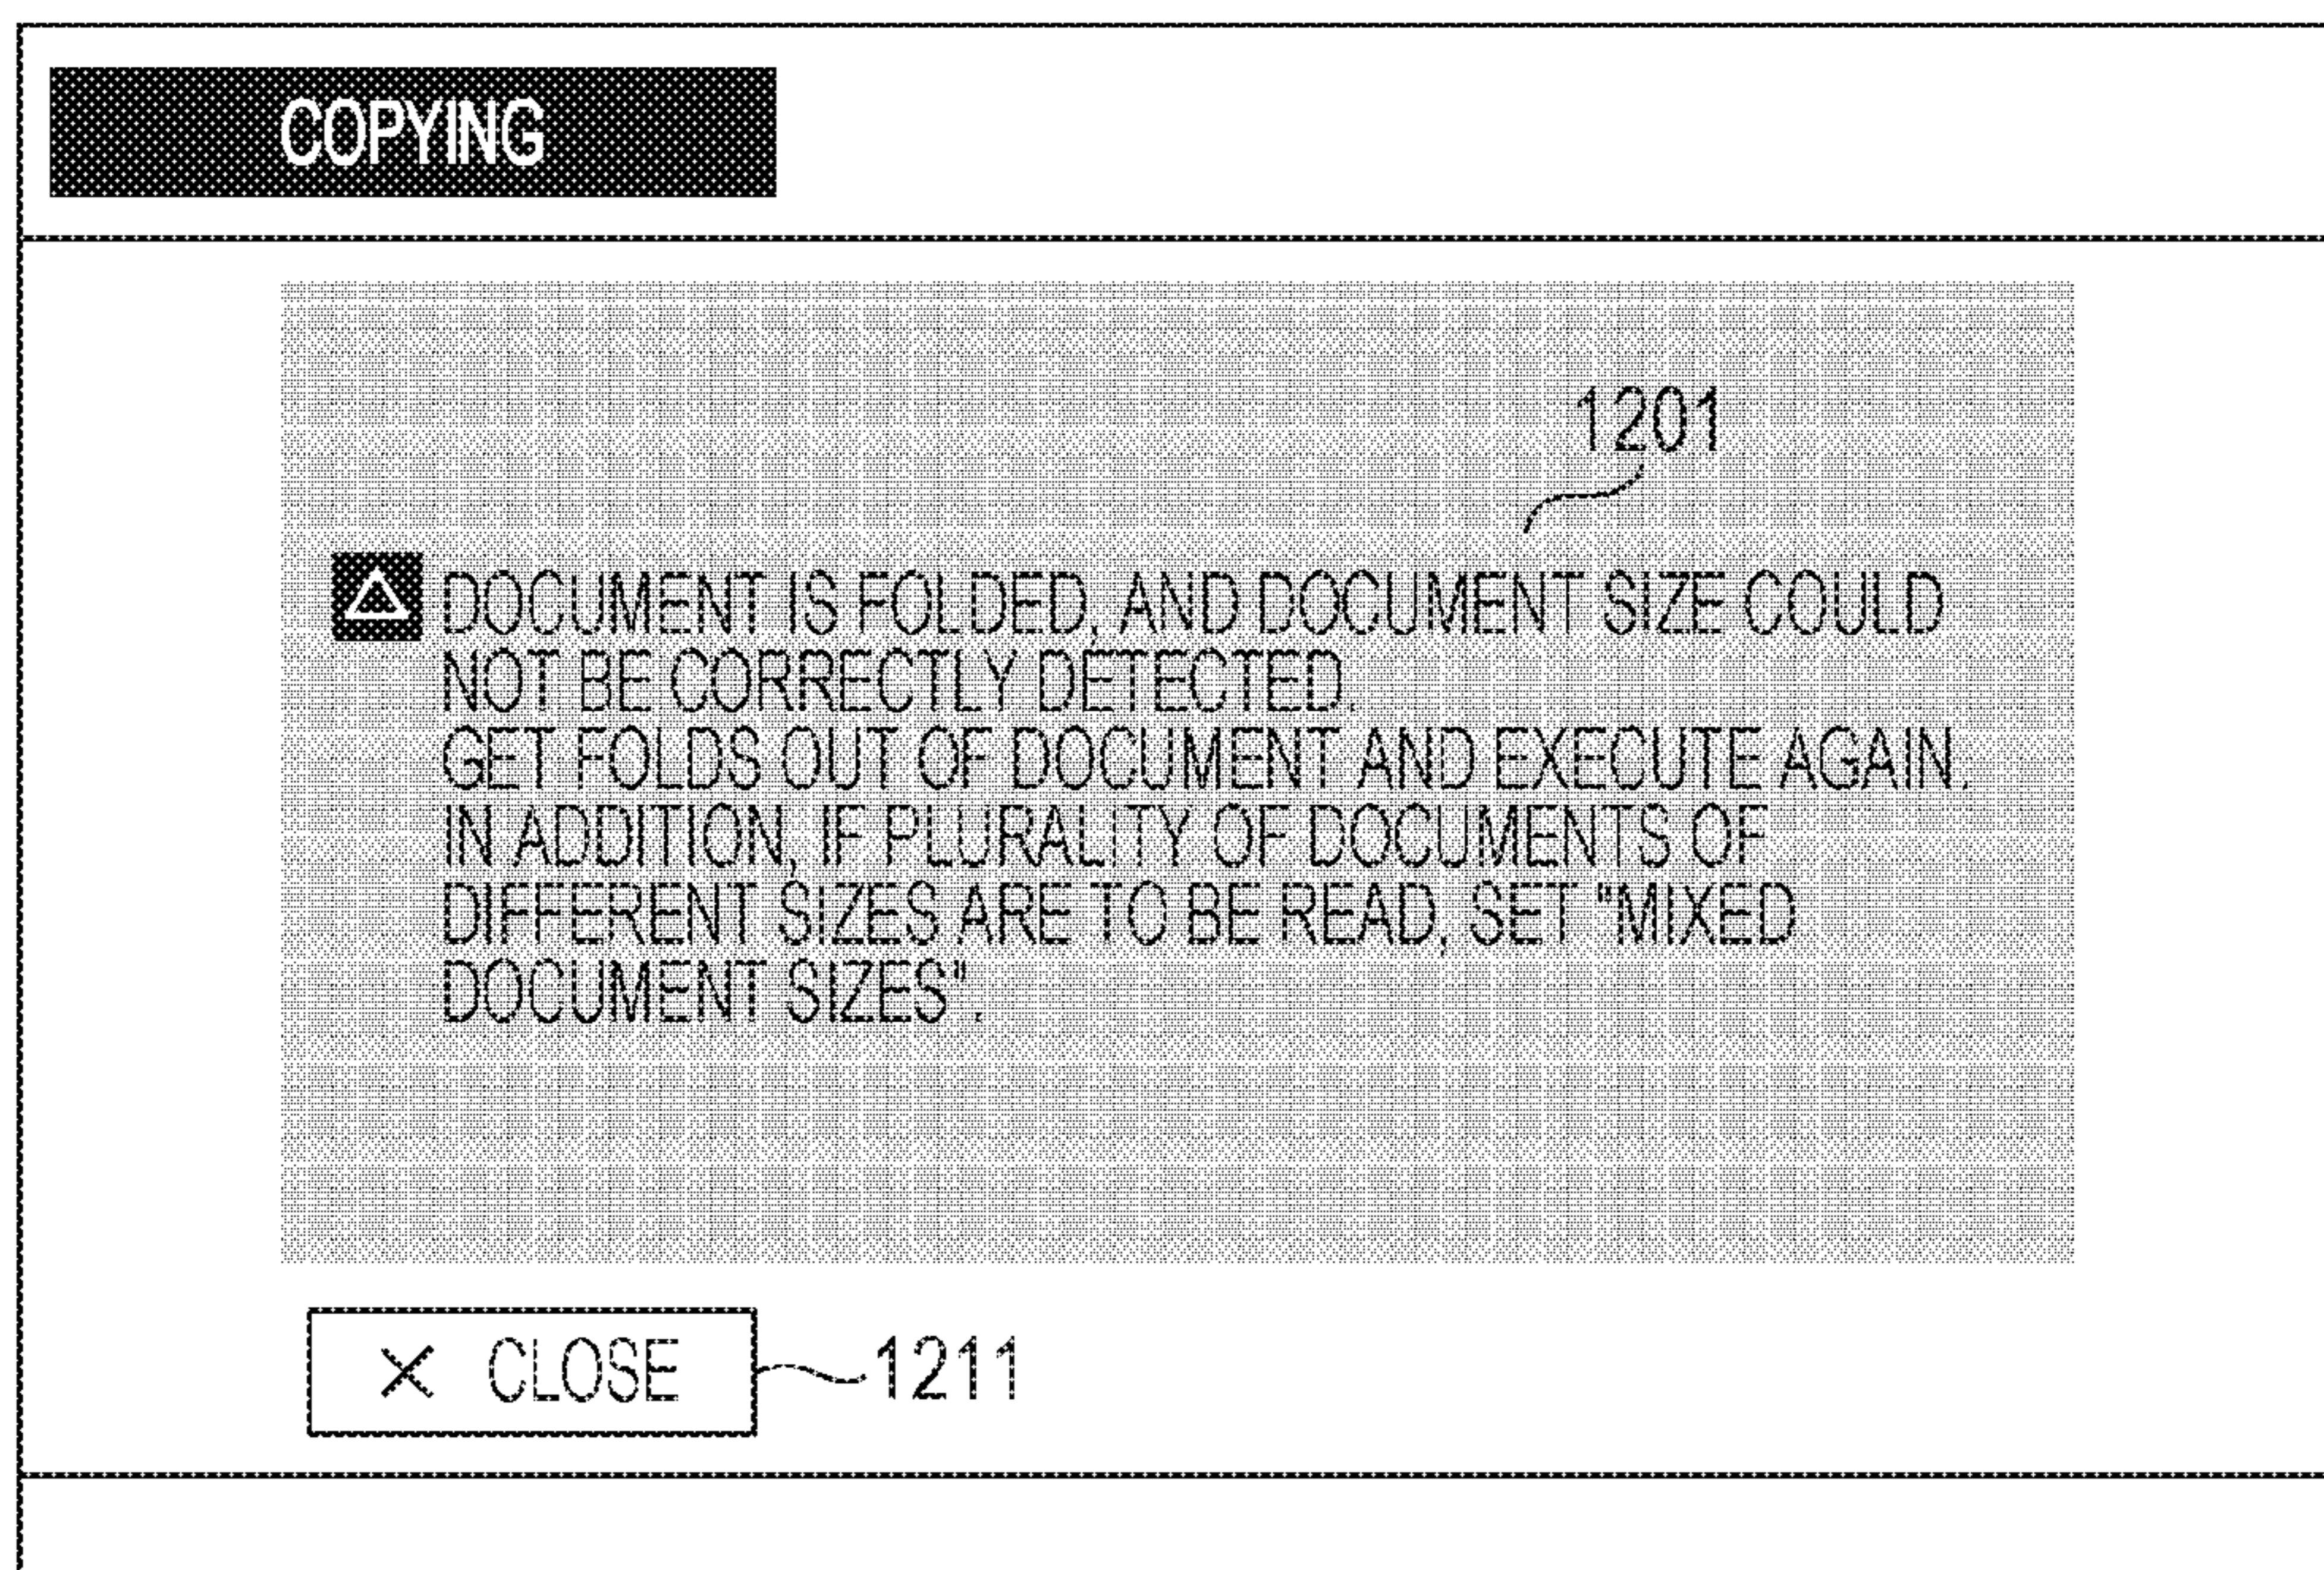 COPYING
1201
DOCUMENT IS FOLDED, AND DOCUMENT SIZE COULD
NOT BE CORRECTLY DETECTED.
GET FOLDS OUT OF DOCUMENT AND EXECUTE AGAIN.
IN ADDITION, IF PLURALITY OF DOCUMENTS OF
DIFFERENT SIZES ARE TO BE READ, SET "MIXED
DOCUMENT SIZES".
× CLOSE 1211